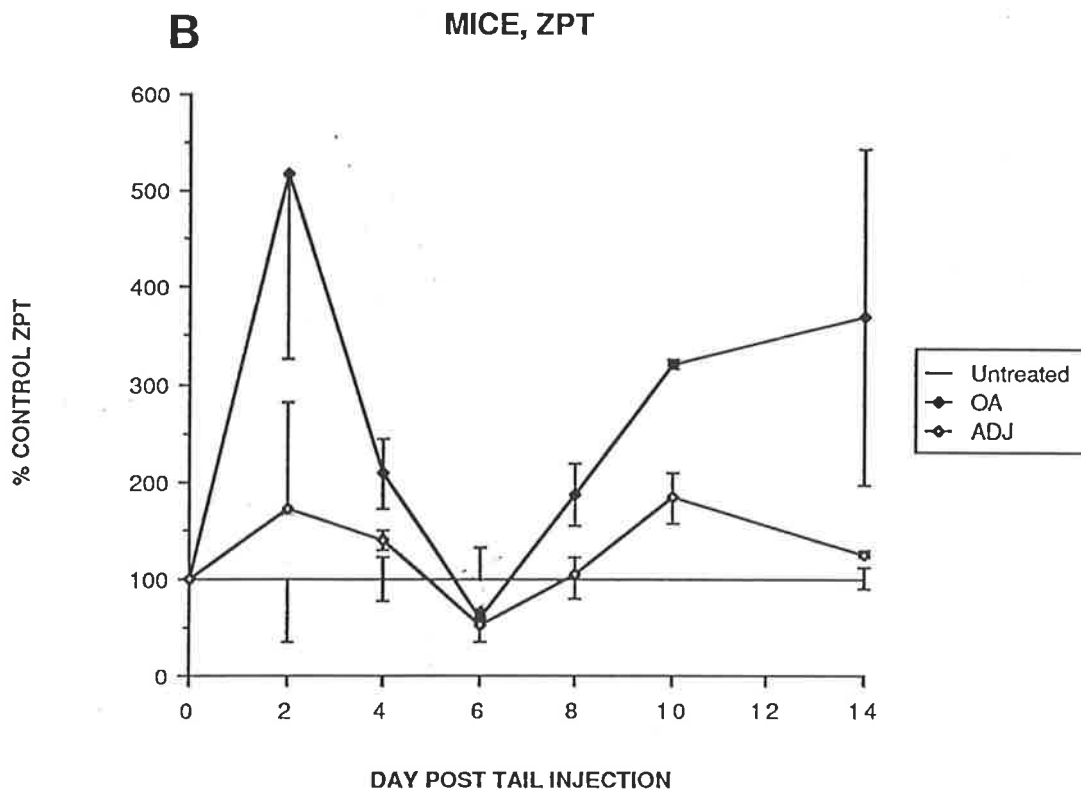 B
MICE, ZPT
600
500
400
300
200
100
0
% CONTROL ZPT
0 2 4 6 8 10 12 14
DAY POST TAIL INJECTION
Untreated
OA
ADJ